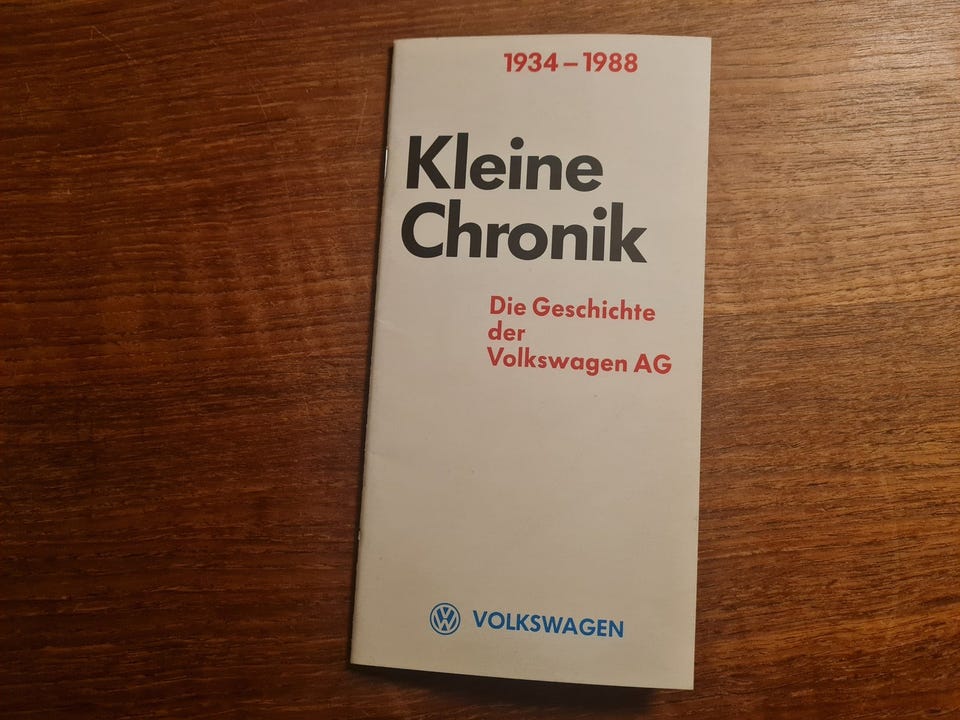 1934 – 1988
Kleine
Chronik
Die Geschichte
der
Volkswagen AG
VOLKSWAGEN